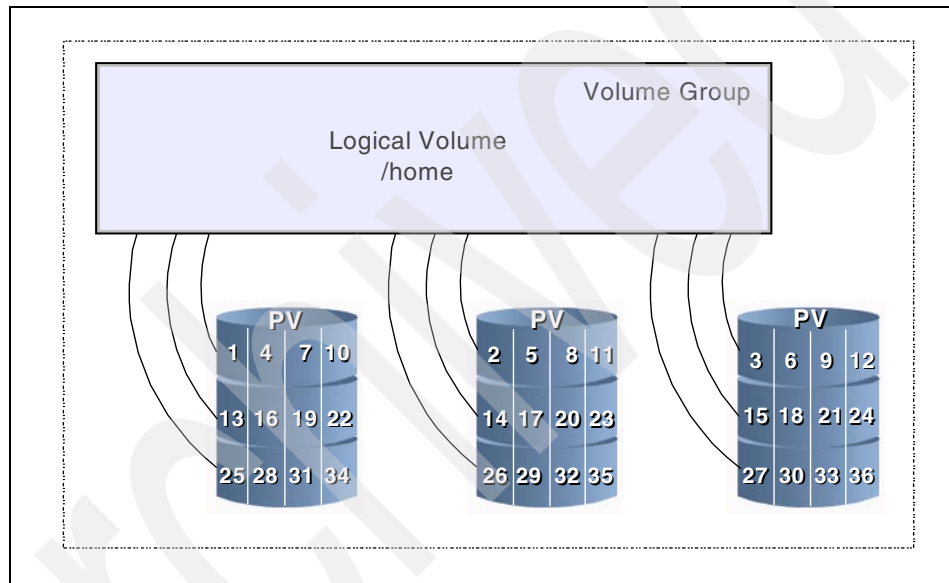 Volume Group
Logical Volume
/home
PV PV PV
1 4 7 10 2 5 8 11 3 6 9 12
13 16 19 22 14 17 20 23 15 18 21 24
25 28 31 34 26 29 32 35 27 30 33 36